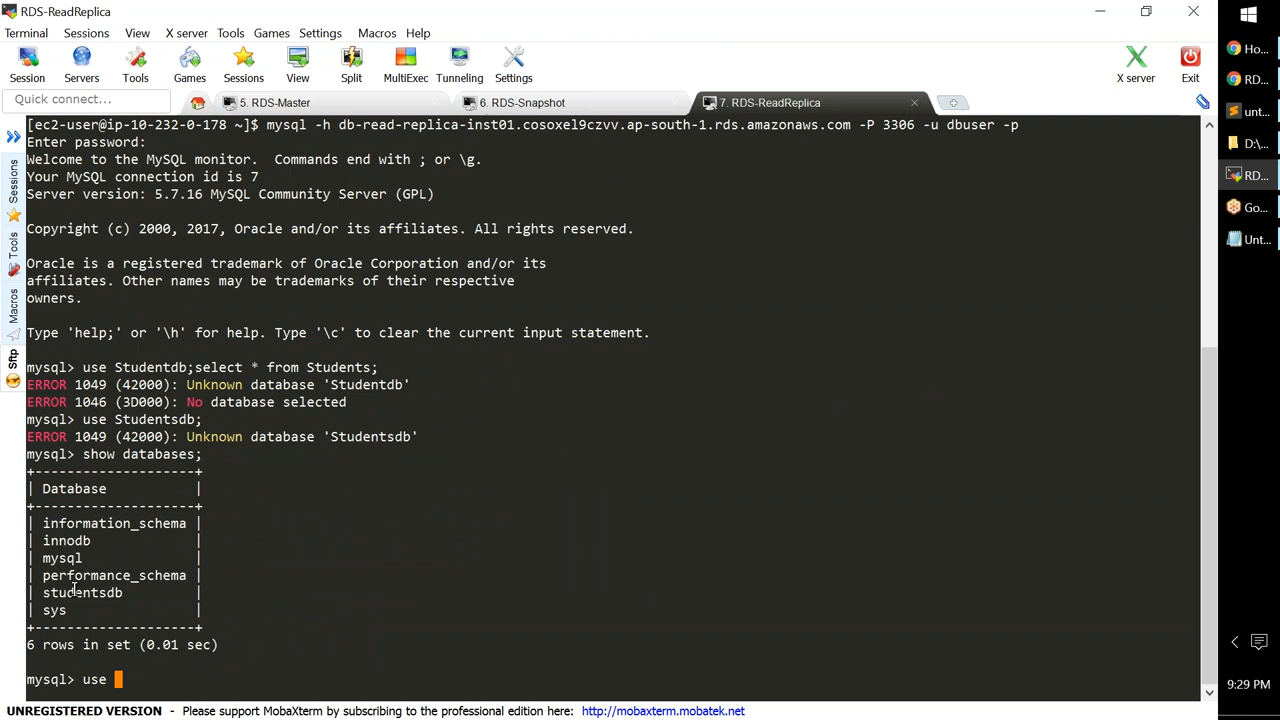 RDS-ReadReplica
Terminal Sessions View X server Tools Games Settings Macros Help
Session Servers Tools Games Sessions View Split MultiExec Tunneling Settings X server Exit
Quick connect...
5. RDS-Master
6. RDS-Snapshot
7. RDS-ReadReplica
Sessions
Tools
Macros
Sftp
[ec2-user@ip-10-232-0-178 ~]$ mysql -h db-read-replica-inst01.cosoxel9czvv.ap-south-1.rds.amazonaws.com -P 3306 -u dbuser -p
Enter password:
Welcome to the MySQL monitor.  Commands end with ; or \g.
Your MySQL connection id is 7
Server version: 5.7.16 MySQL Community Server (GPL)
Copyright (c) 2000, 2017, Oracle and/or its affiliates. All rights reserved.
Oracle is a registered trademark of Oracle Corporation and/or its
affiliates. Other names may be trademarks of their respective
owners.
Type 'help;' or '\h' for help. Type '\c' to clear the current input statement.
mysql> use Studentdb;select * from Students;
ERROR 1049 (42000): Unknown database 'Studentdb'
ERROR 1046 (3D000): No database selected
mysql> use Studentsdb;
ERROR 1049 (42000): Unknown database 'Studentsdb'
mysql> show databases;
+--------------------+
| Database           |
+--------------------+
| information_schema |
| innodb             |
| mysql              |
| performance_schema |
| studentsdb         |
| sys                |
+--------------------+
6 rows in set (0.01 sec)
mysql> use
UNREGISTERED VERSION - Please support MobaXterm by subscribing to the professional edition here: http://mobaxterm.mobatek.net
Ho...
RD...
unt...
D:\...
RD...
Go...
Unt...
9:29 PM